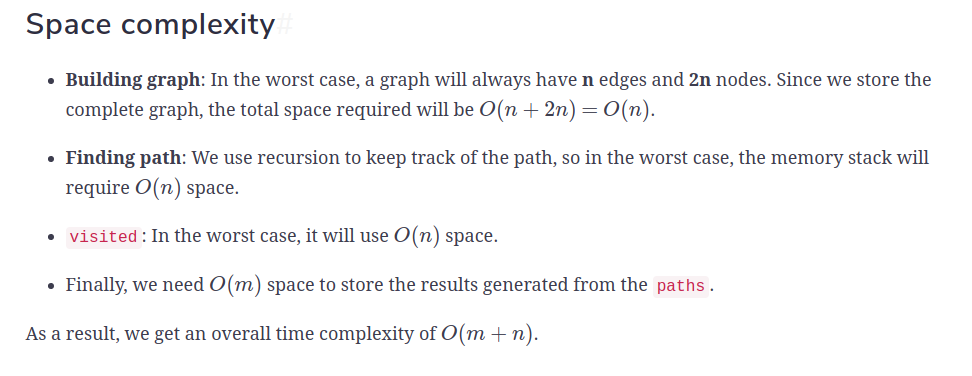 Space complexity#
• Building graph: In the worst case, a graph will always have n edges and 2n nodes. Since we store the
complete graph, the total space required will be O(n + 2n) = O(n).
• Finding path: We use recursion to keep track of the path, so in the worst case, the memory stack will
require O(n) space.
• visited: In the worst case, it will use O(n) space.
• Finally, we need O(m) space to store the results generated from the paths.
As a result, we get an overall time complexity of O(m + n).